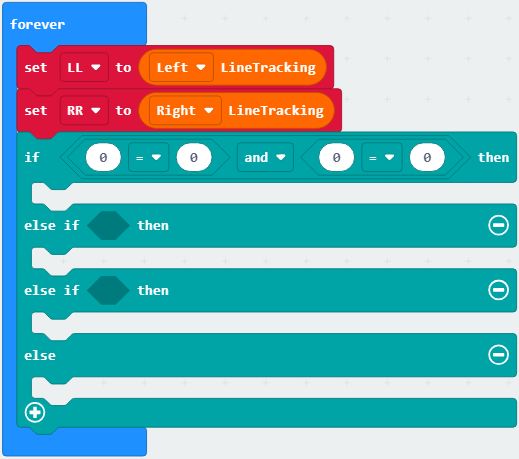 forever
set LL to Left LineTracking
set RR to Right LineTracking
if 0 = 0 and 0 = 0 then
else if then
else if then
else